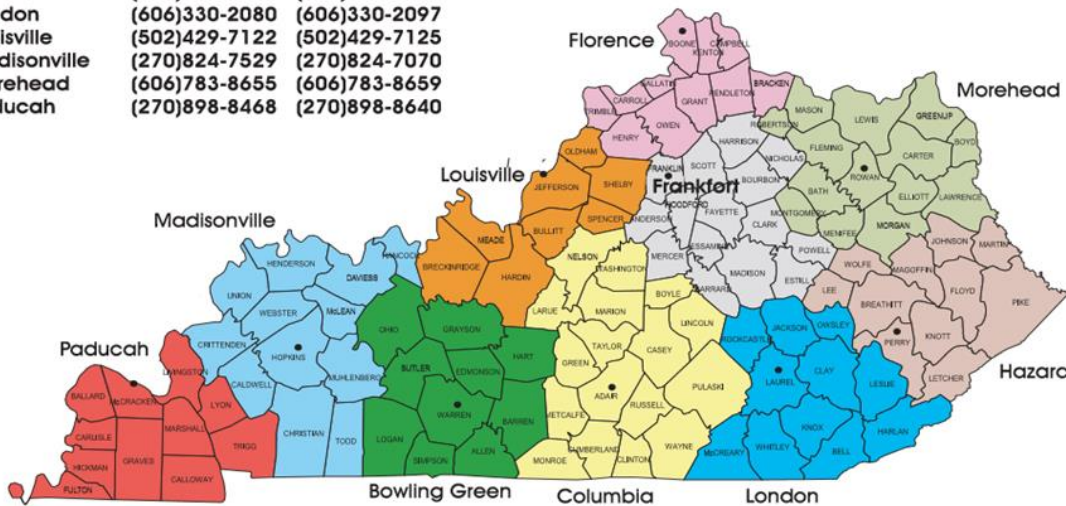 don (606)330-2080 (606)330-2097
isville (502)429-7122 (502)429-7125
disonville (270)824-7529 (270)824-7070
rehead (606)783-8655 (606)783-8659
ducah (270)898-8468 (270)898-8640
Florence
BOONE
KENTON
CAMPBELL
GALLATIN
CARROLL
TRIMBLE
GRANT
PENDLETON
BRACKEN
OWEN
HENRY
Morehead
MASON
LEWIS
GREENUP
ROBERTSON
FLEMING
BOYD
CARTER
ROWAN
BATH
ELLIOTT
LAWRENCE
MONTGOMERY
MENIFEE
MORGAN
Frankfort
HARRISON
NICHOLAS
SCOTT
FRANKLIN
BOURBON
WOODFORD
FAYETTE
CLARK
ANDERSON
MERCER
POWELL
MADISON
ESTILL
Louisville
OLDHAM
JEFFERSON
SHELBY
SPENCER
BULLITT
MEADE
BRECKINRIDGE
HARDIN
Madisonville
HANCOCK
HENDERSON
DAVIESS
UNION
WEBSTER
McLEAN
CRITTENDEN
HOPKINS
CALDWELL
MUHLENBERG
CHRISTIAN
TODD
Hazard
JOHNSON
MARTIN
WOLFE
MAGOFFIN
LEE
BREATHITT
FLOYD
PIKE
PERRY
KNOTT
LETCHER
Paducah
LIVINGSTON
BALLARD
McCRACKEN
LYON
MARSHALL
CARLISLE
TRIGG
HICKMAN
GRAVES
CALLOWAY
FULTON
Bowling Green
OHIO
GRAYSON
HART
BUTLER
EDMONSON
WARREN
BARREN
LOGAN
SIMPSON
ALLEN
Columbia
NELSON
WASHINGTON
BOYLE
LARUE
MARION
LINCOLN
TAYLOR
GREEN
CASEY
ADAIR
PULASKI
RUSSELL
METCALFE
CUMBERLAND
WAYNE
MONROE
CLINTON
London
ROCKCASTLE
JACKSON
OWSLEY
LAUREL
CLAY
LESLIE
KNOX
HARLAN
McCREARY
WHITLEY
BELL